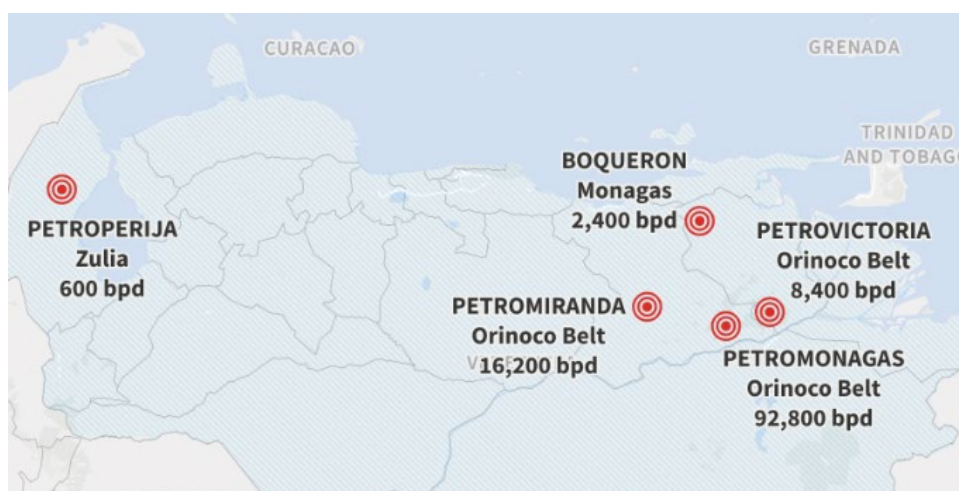 CURACAO
GRENADA
TRINIDAD
AND TOBAGO
BOQUERON
Monagas
2,400 bpd
PETROPERIJA
Zulia
600 bpd
PETROVICTORIA
Orinoco Belt
8,400 bpd
PETROMIRANDA
Orinoco Belt
16,200 bpd
PETROMONAGAS
Orinoco Belt
92,800 bpd